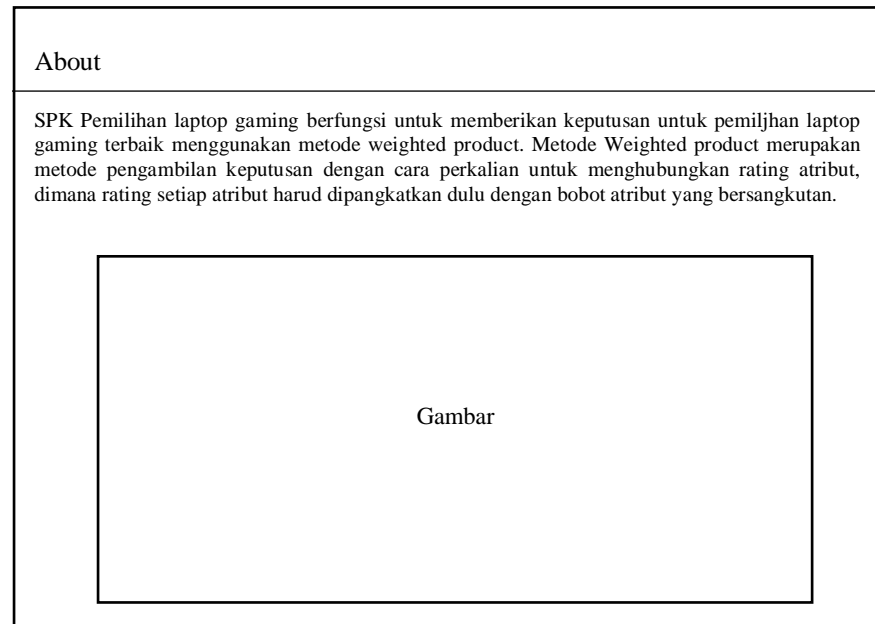 About
SPK Pemilihan laptop gaming berfungsi untuk memberikan keputusan untuk pemiljhan laptop
gaming terbaik menggunakan metode weighted product. Metode Weighted product merupakan
metode pengambilan keputusan dengan cara perkalian untuk menghubungkan rating atribut,
dimana rating setiap atribut harud dipangkatkan dulu dengan bobot atribut yang bersangkutan.
Gambar